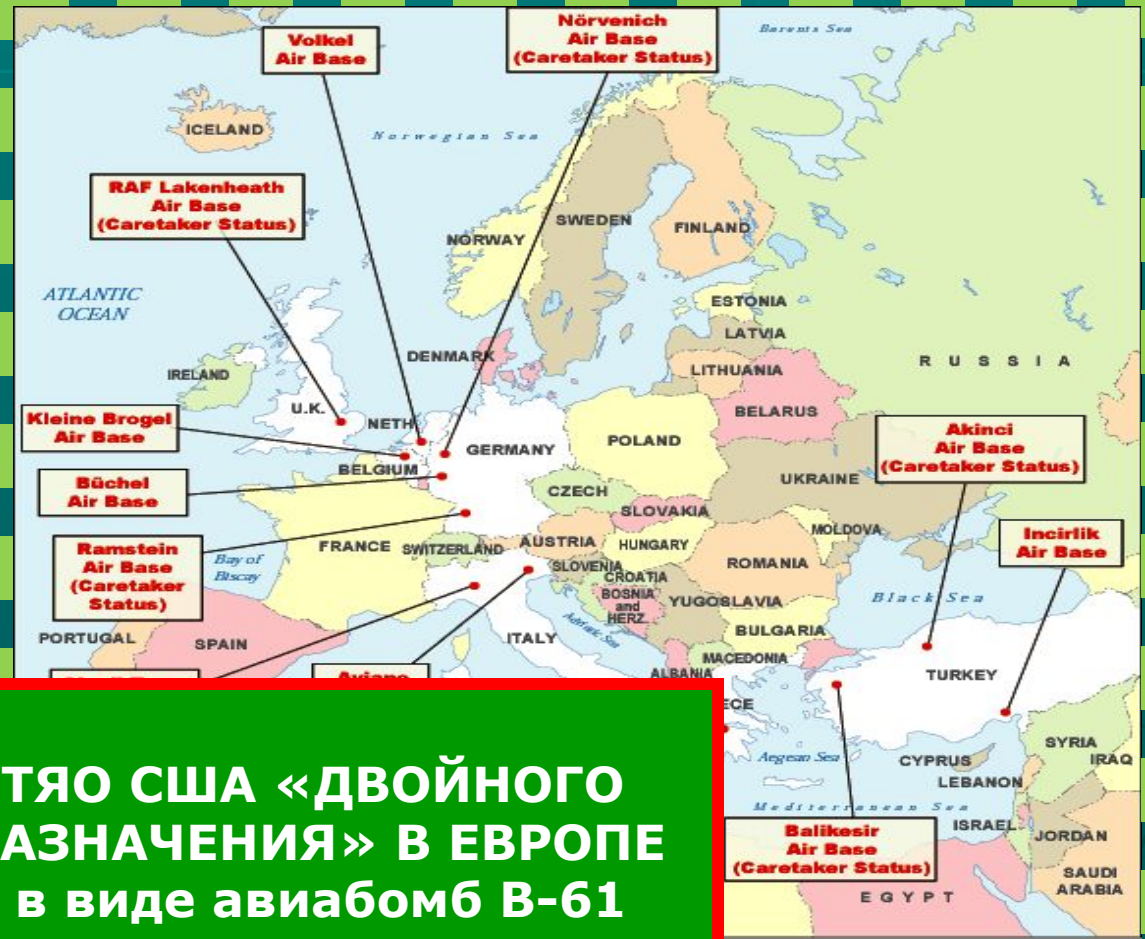 Volkel
Air Base
Nörvenich
Air Base
(Caretaker Status)
Barents Sea
ICELAND
Norwegian Sea
RAF Lakenheath
Air Base
(Caretaker Status)
SWEDEN
FINLAND
NORWAY
ATLANTIC
OCEAN
ESTONIA
LATVIA
DENMARK
RUSSIA
IRELAND
LITHUANIA
U.K.
BELARUS
Kleine Brogel
Air Base
NETH
Akinci
Air Base
(Caretaker Status)
GERMANY
POLAND
BELGIUM
UKRAINE
Büchel
Air Base
CZECH
SLOVAKIA
MOLDOVA
Incirlik
Air Base
Ramstein
Air Base
(Caretaker
Status)
Bay of
Biscay
FRANCE
SWITZERLAND
AUSTRIA
HUNGARY
SLOVENIA
ROMANIA
CROATIA
BOSNIA
and
HERZ.
YUGOSLAVIA
Black Sea
PORTUGAL
SPAIN
ITALY
Adriatic Sea
BULGARIA
MACEDONIA
ALBANIA
TURKEY
Aviano
ECE
Aegean Sea
CYPRUS
SYRIA
IRAQ
LEBANON
Mediterranean Sea
ISRAEL
JORDAN
Balikesir
Air Base
(Caretaker Status)
SAUDI
ARABIA
EGYPT
ТЯО США «ДВОЙНОГО
АЗНАЧЕНИЯ» В ЕВРОПЕ
в виде авиабомб В-61